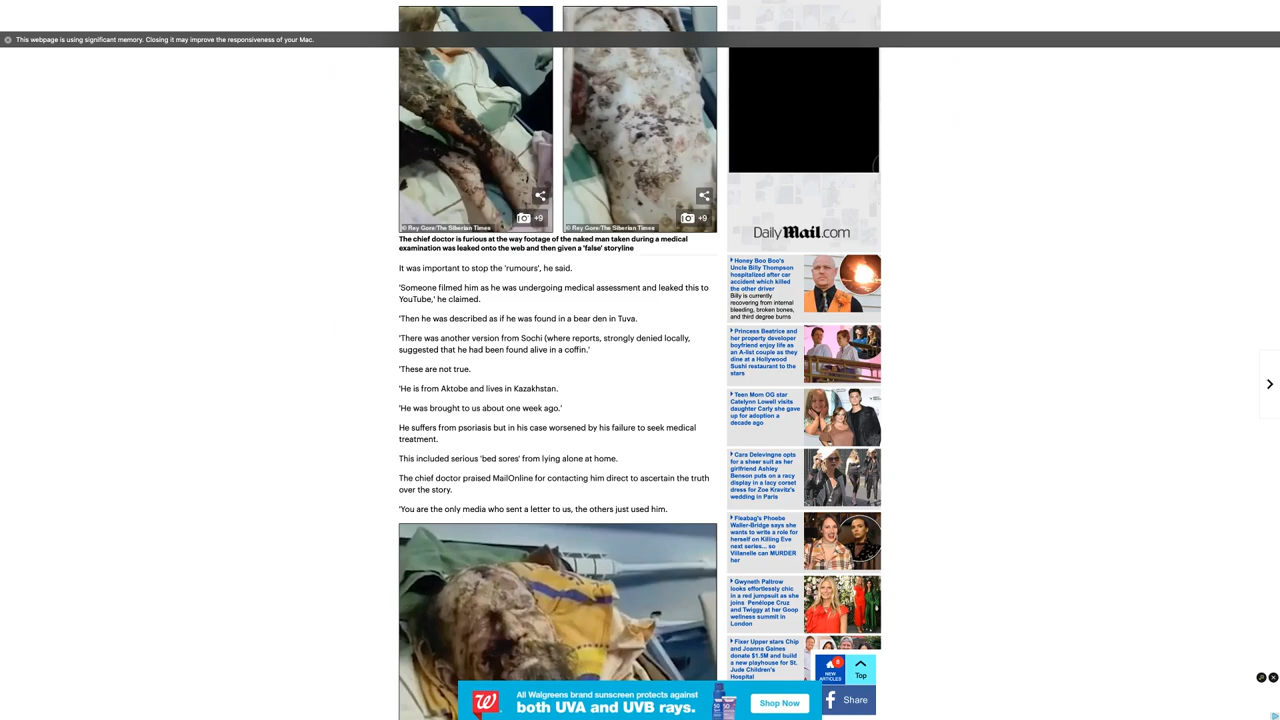 This webpage is using significant memory. Closing it may improve the responsiveness of your Mac.
+9
© Rey Gore/The Siberian Times
+9
© Rey Gore/The Siberian Times
The chief doctor is furious at the way footage of the naked man taken during a medical
examination was leaked onto the web and then given a 'false' storyline
It was important to stop the 'rumours', he said.
'Someone filmed him as he was undergoing medical assessment and leaked this to
YouTube,' he claimed.
'Then he was described as if he was found in a bear den in Tuva.
'There was another version from Sochi (where reports, strongly denied locally,
suggested that he had been found alive in a coffin.'
'These are not true.
'He is from Aktobe and lives in Kazakhstan.
'He was brought to us about one week ago.'
He suffers from psoriasis but in his case worsened by his failure to seek medical
treatment.
This included serious 'bed sores' from lying alone at home.
The chief doctor praised MailOnline for contacting him direct to ascertain the truth
over the story.
'You are the only media who sent a letter to us, the others just used him.
Daily Mail.com
Honey Boo Boo's
Uncle Billy Thompson
hospitalized after car
accident which killed
the other driver
Billy is currently
recovering from internal
bleeding, broken bones,
and third degree burns
Princess Beatrice and
her property developer
boyfriend enjoy life as
an A-list couple as they
dine at a Hollywood
Sushi restaurant to the
stars
Teen Mom OG star
Catelynn Lowell visits
daughter Carly she gave
up for adoption a
decade ago
Cara Delevingne opts
for a sheer suit as her
girlfriend Ashley
Benson puts on a racy
display in a lacy corset
dress for Zoe Kravitz's
wedding in Paris
Fleabag's Phoebe
Waller-Bridge says she
wants to write a role for
herself on Killing Eve
next series... so
Villanelle can MURDER
her
Gwyneth Paltrow
looks effortlessly chic
in a red jumpsuit as she
joins Penélope Cruz
and Twiggy at her Goop
wellness summit in
London
Fixer Upper stars Chip
and Joanna Gaines
donate $1.5M and build
a new playhouse for St.
Jude Children's
Hospital
6
NEW
ARTICLES
Top
Share
W
All Walgreens brand sunscreen protects against
both UVA and UVB rays.
50
50
Shop Now